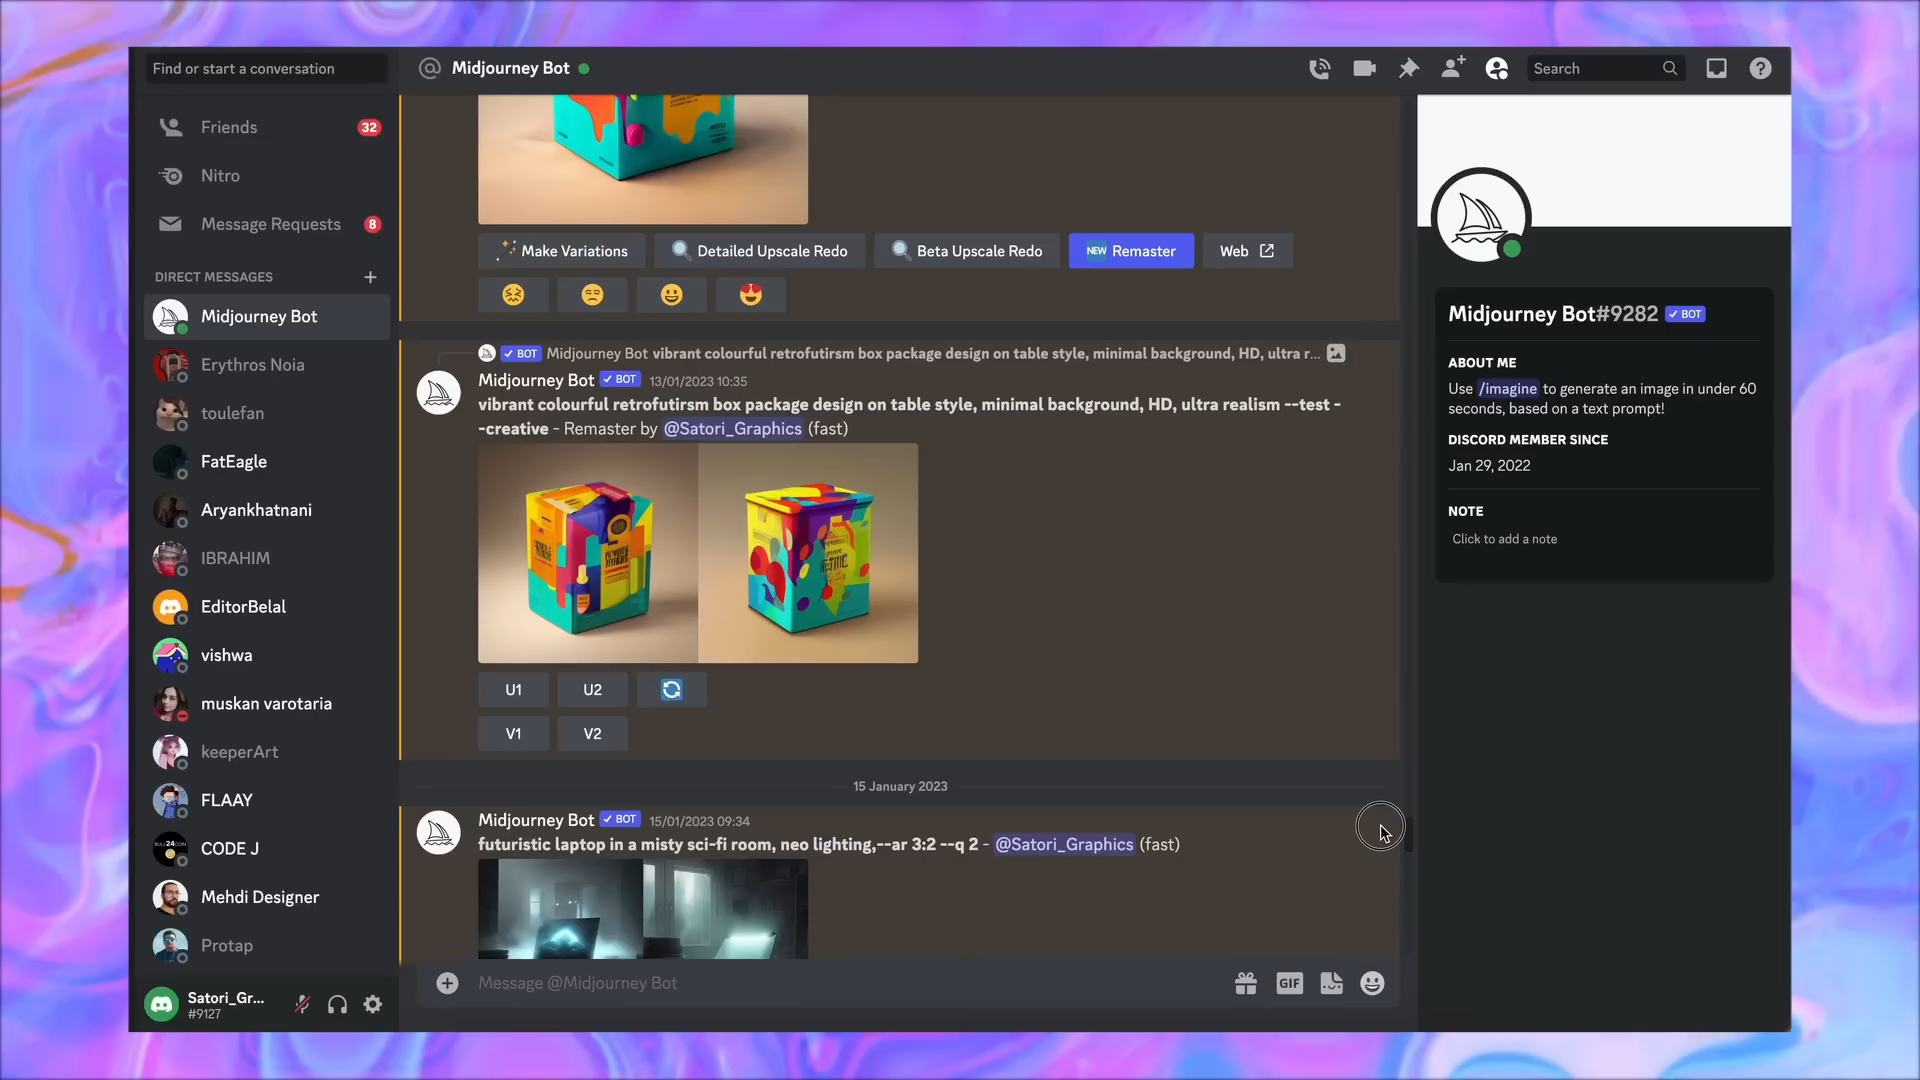 Find or start a conversation
Friends
32
Nitro
Message Requests
8
DIRECT MESSAGES
Midjourney Bot
Erythros Noia
toulefan
FatEagle
Aryankhatnani
IBRAHIM
EditorBelal
vishwa
muskan varotaria
keeperArt
FLAAY
CODE J
Mehdi Designer
Protap
Satori_Gr...
#9127
Midjourney Bot
Search
Make Variations
Detailed Upscale Redo
Beta Upscale Redo
NEW Remaster
Web
BOT Midjourney Bot vibrant colourful retrofutirsm box package design on table style, minimal background, HD, ultra r...
Midjourney Bot BOT 13/01/2023 10:35
vibrant colourful retrofutirsm box package design on table style, minimal background, HD, ultra realism --test -
-creative - Remaster by @Satori_Graphics (fast)
U1
U2
V1
V2
15 January 2023
Midjourney Bot BOT 15/01/2023 09:34
futuristic laptop in a misty sci-fi room, neo lighting,--ar 3:2 --q 2 - @Satori_Graphics (fast)
Message @Midjourney Bot
GIF
Midjourney Bot#9282 BOT
ABOUT ME
Use /imagine to generate an image in under 60
seconds, based on a text prompt!
DISCORD MEMBER SINCE
Jan 29, 2022
NOTE
Click to add a note